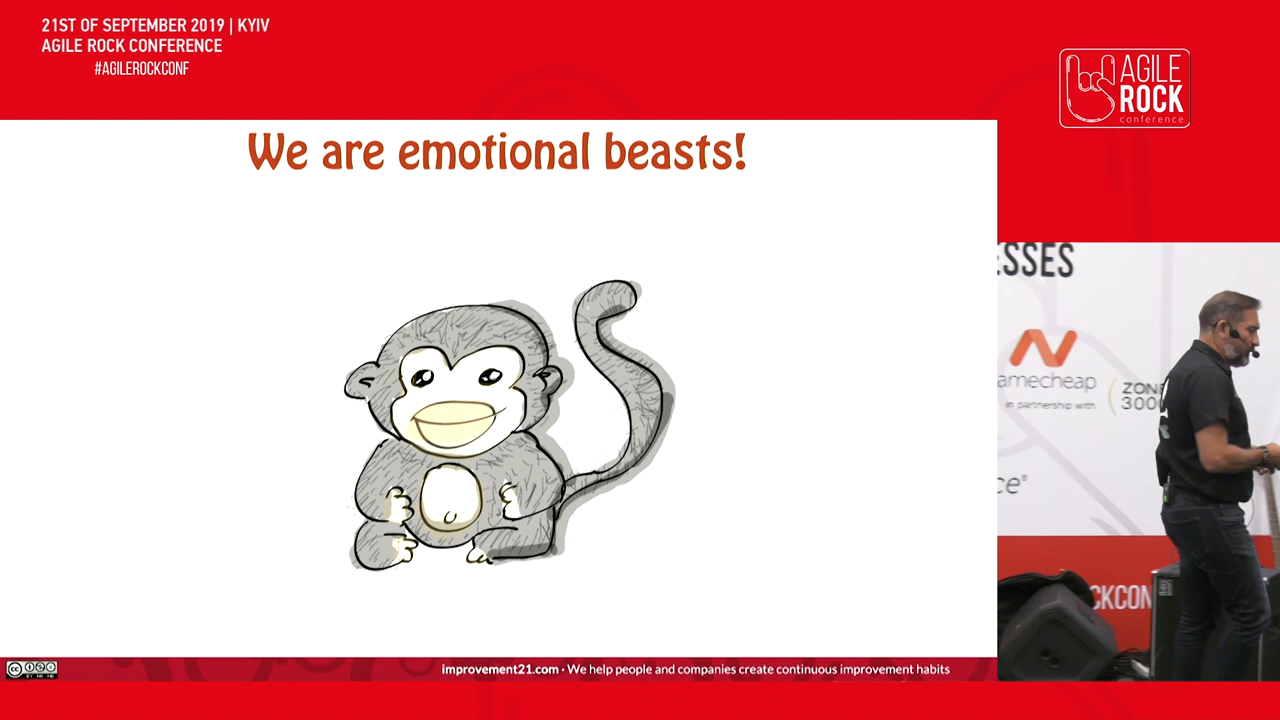 21ST OF SEPTEMBER 2019 | KYIV
AGILE ROCK CONFERENCE
#AGILEROCKCONF
AGILE
ROCK
conference
We are emotional beasts!
ESSES
amecheap
in partnership with
ZONE
3000
ce®
CKCON
improvement21.com · We help people and companies create continuous improvement habits